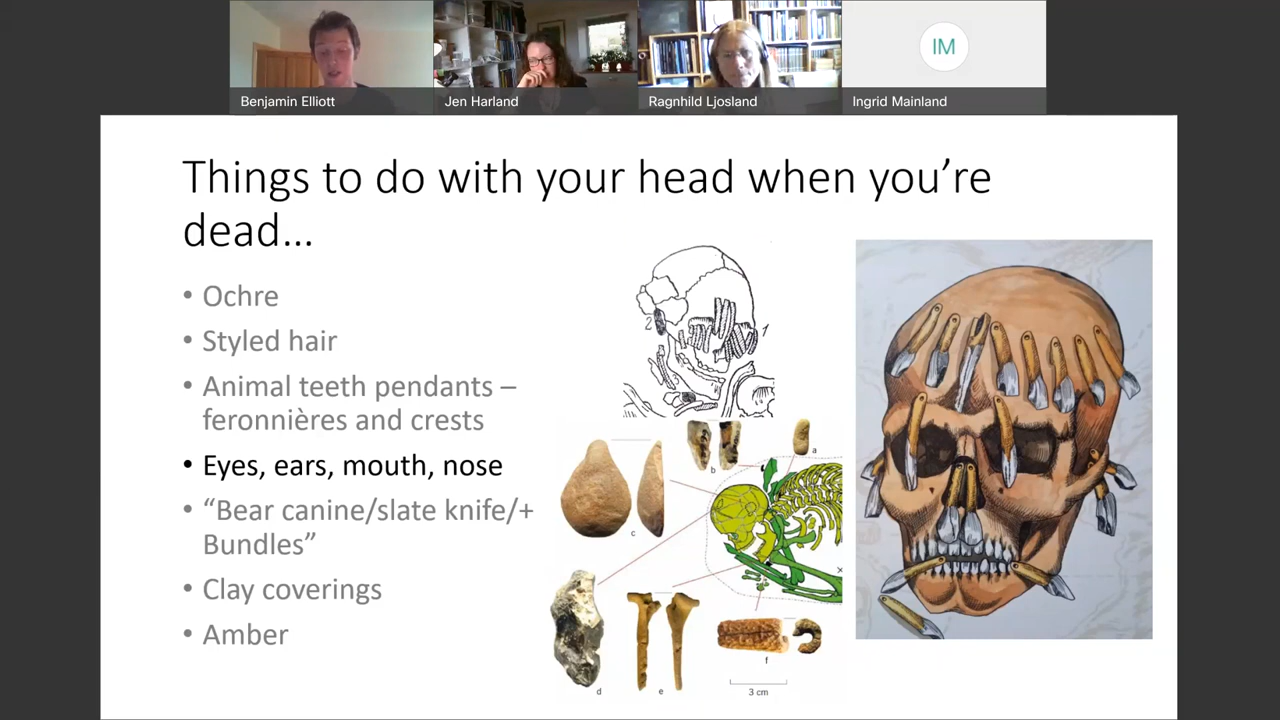 IM
Benjamin Elliott
Jen Harland
Ragnhild Ljosland
Ingrid Mainland
Things to do with your head when you’re
dead...
• Ochre
• Styled hair
• Animal teeth pendants –
feronnières and crests
• Eyes, ears, mouth, nose
• “Bear canine/slate knife/+
Bundles”
• Clay coverings
• Amber
2
1
a
b
c
d
e
f
3 cm